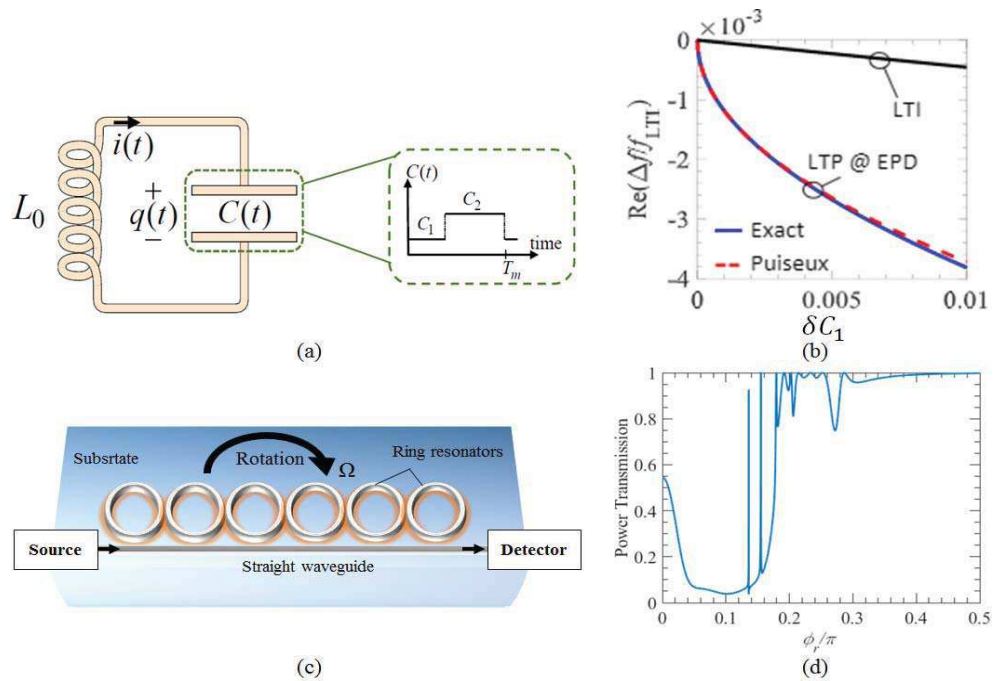 i(t)
L₀
+
q(t)
−
C(t)
C(t)
C₁
C₂
time
Tₘ
(a)
×10⁻³
0
-1
-2
-3
-4
Re(Δf/f_LTI)
LTI
LTP @ EPD
Exact
Puiseux
0
0.005
0.01
δC₁
(b)
Subsrtate
Rotation
Ω
Ring resonators
Source
Detector
Straight waveguide
(c)
1
0.8
0.6
0.4
0.2
0
Power Transmission
0
0.1
0.2
0.3
0.4
0.5
ϕᵣ/π
(d)